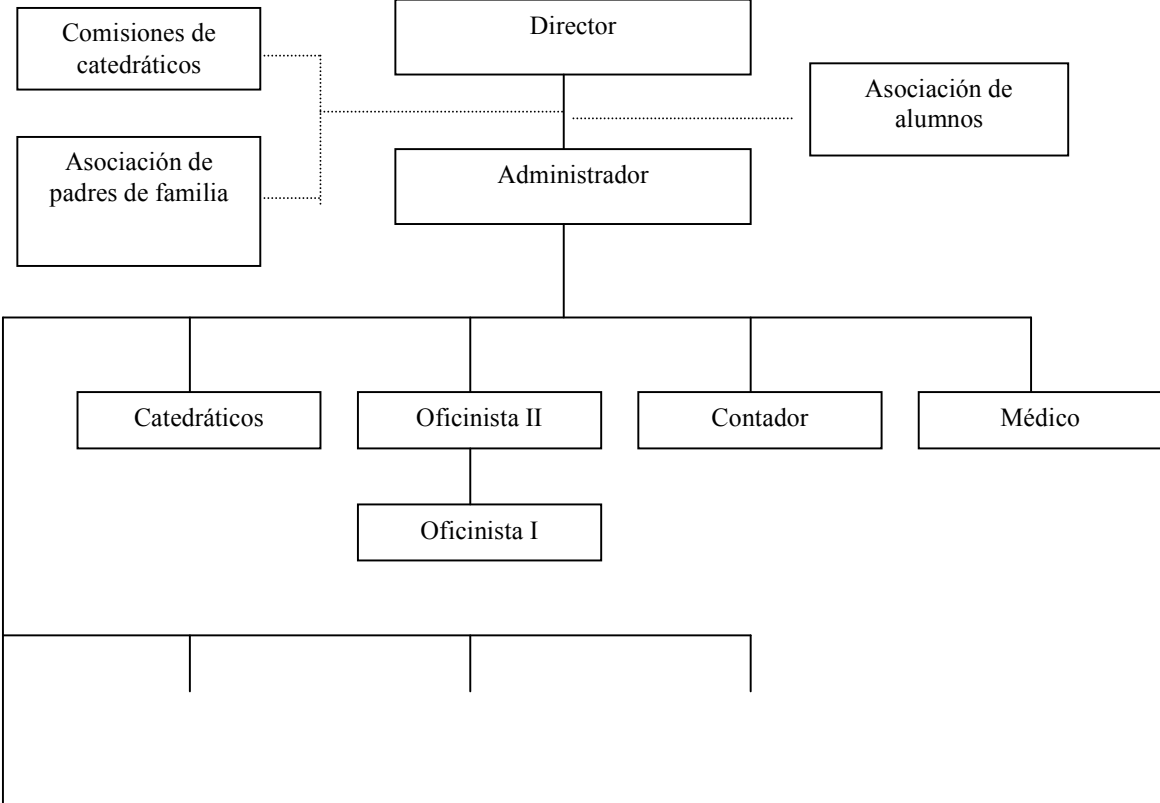 Comisiones de
catedráticos
Director
Asociación de
alumnos
Asociación de
padres de familia
Administrador
Catedráticos
Oficinista II
Contador
Médico
Oficinista I